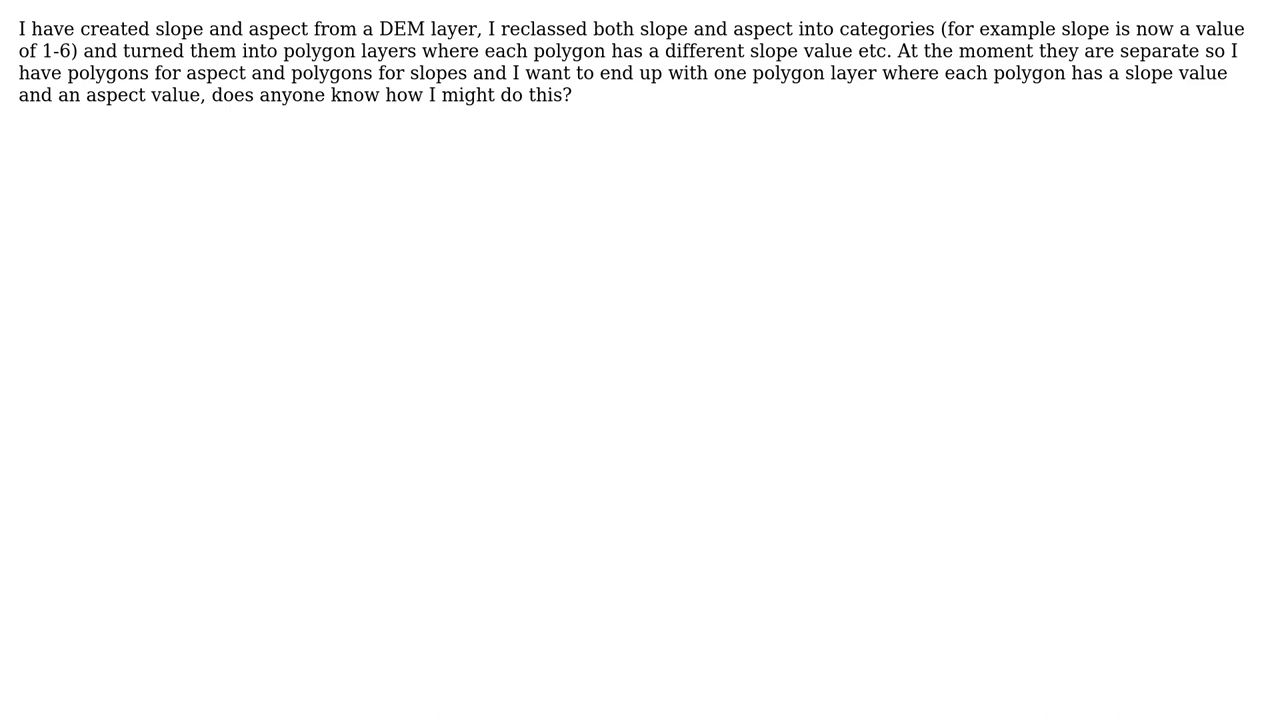 I have created slope and aspect from a DEM layer, I reclassed both slope and aspect into categories (for example slope is now a value
of 1-6) and turned them into polygon layers where each polygon has a different slope value etc. At the moment they are separate so I
have polygons for aspect and polygons for slopes and I want to end up with one polygon layer where each polygon has a slope value
and an aspect value, does anyone know how I might do this?